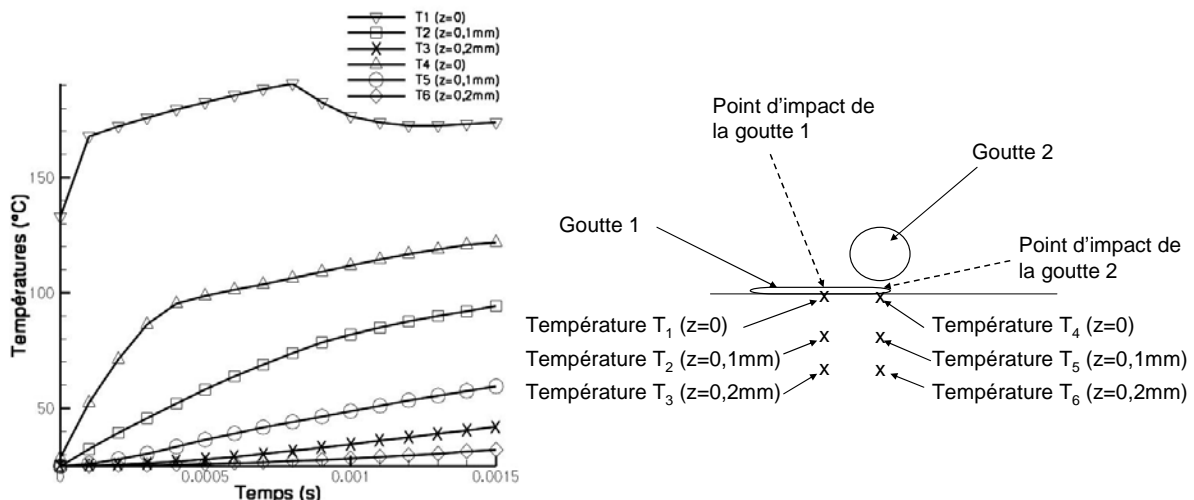 T1 (z=0)
T2 (z=0,1mm)
T3 (z=0,2mm)
T4 (z=0)
T5 (z=0,1mm)
T6 (z=0,2mm)
Températures (°C)
150
100
50
0
0.0005
0.001
0.0015
Temps (s)
Point d'impact de
la goutte 1
Goutte 2
Goutte 1
Point d'impact de
la goutte 2
Température T1 (z=0)
Température T2 (z=0,1mm)
Température T3 (z=0,2mm)
Température T4 (z=0)
Température T5 (z=0,1mm)
Température T6 (z=0,2mm)